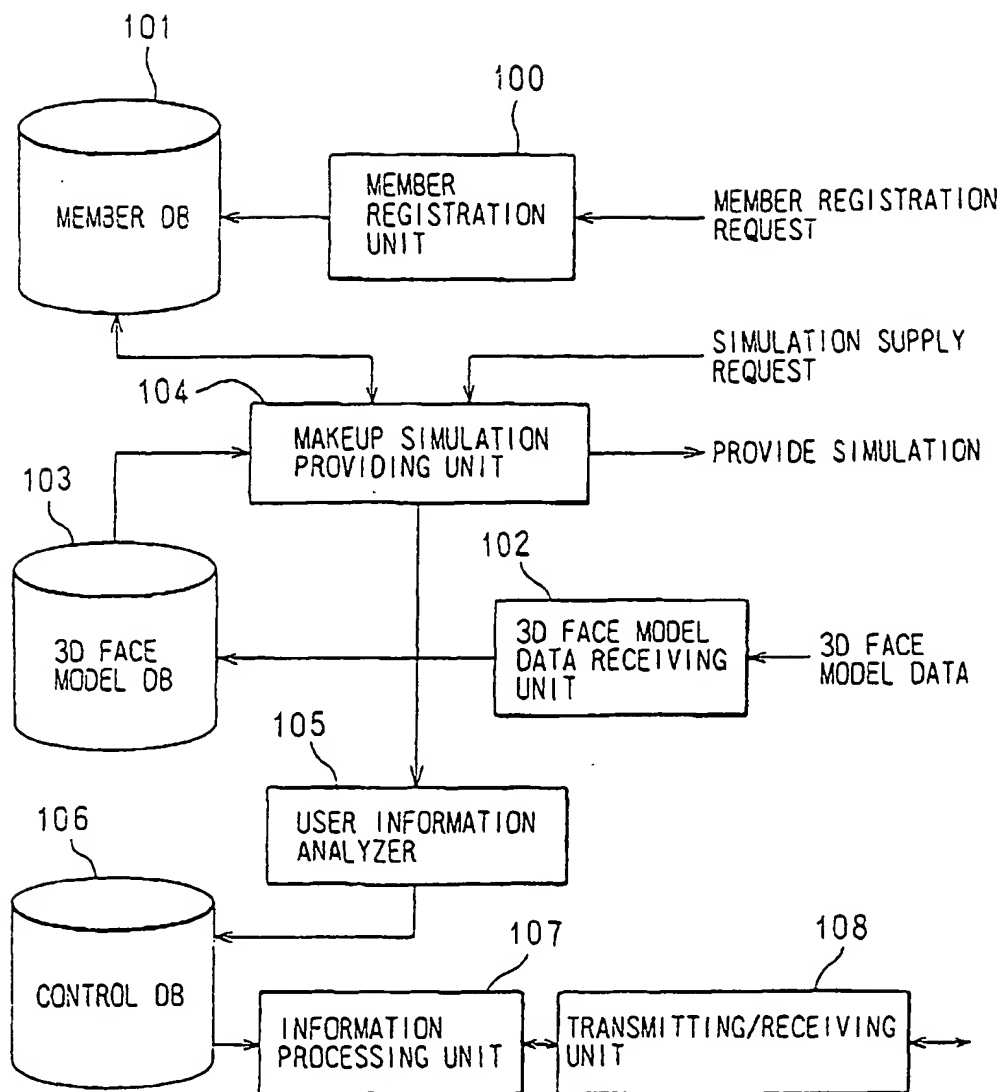 101
100
MEMBER DB
MEMBER
REGISTRATION
UNIT
MEMBER REGISTRATION
REQUEST
SIMULATION SUPPLY
REQUEST
104
MAKEUP SIMULATION
PROVIDING UNIT
PROVIDE SIMULATION
103
102
3D FACE
MODEL DB
3D FACE MODEL
DATA RECEIVING
UNIT
3D FACE
MODEL DATA
105
USER INFORMATION
ANALYZER
106
107
108
CONTROL DB
INFORMATION
PROCESSING UNIT
TRANSMITTING/RECEIVING
UNIT